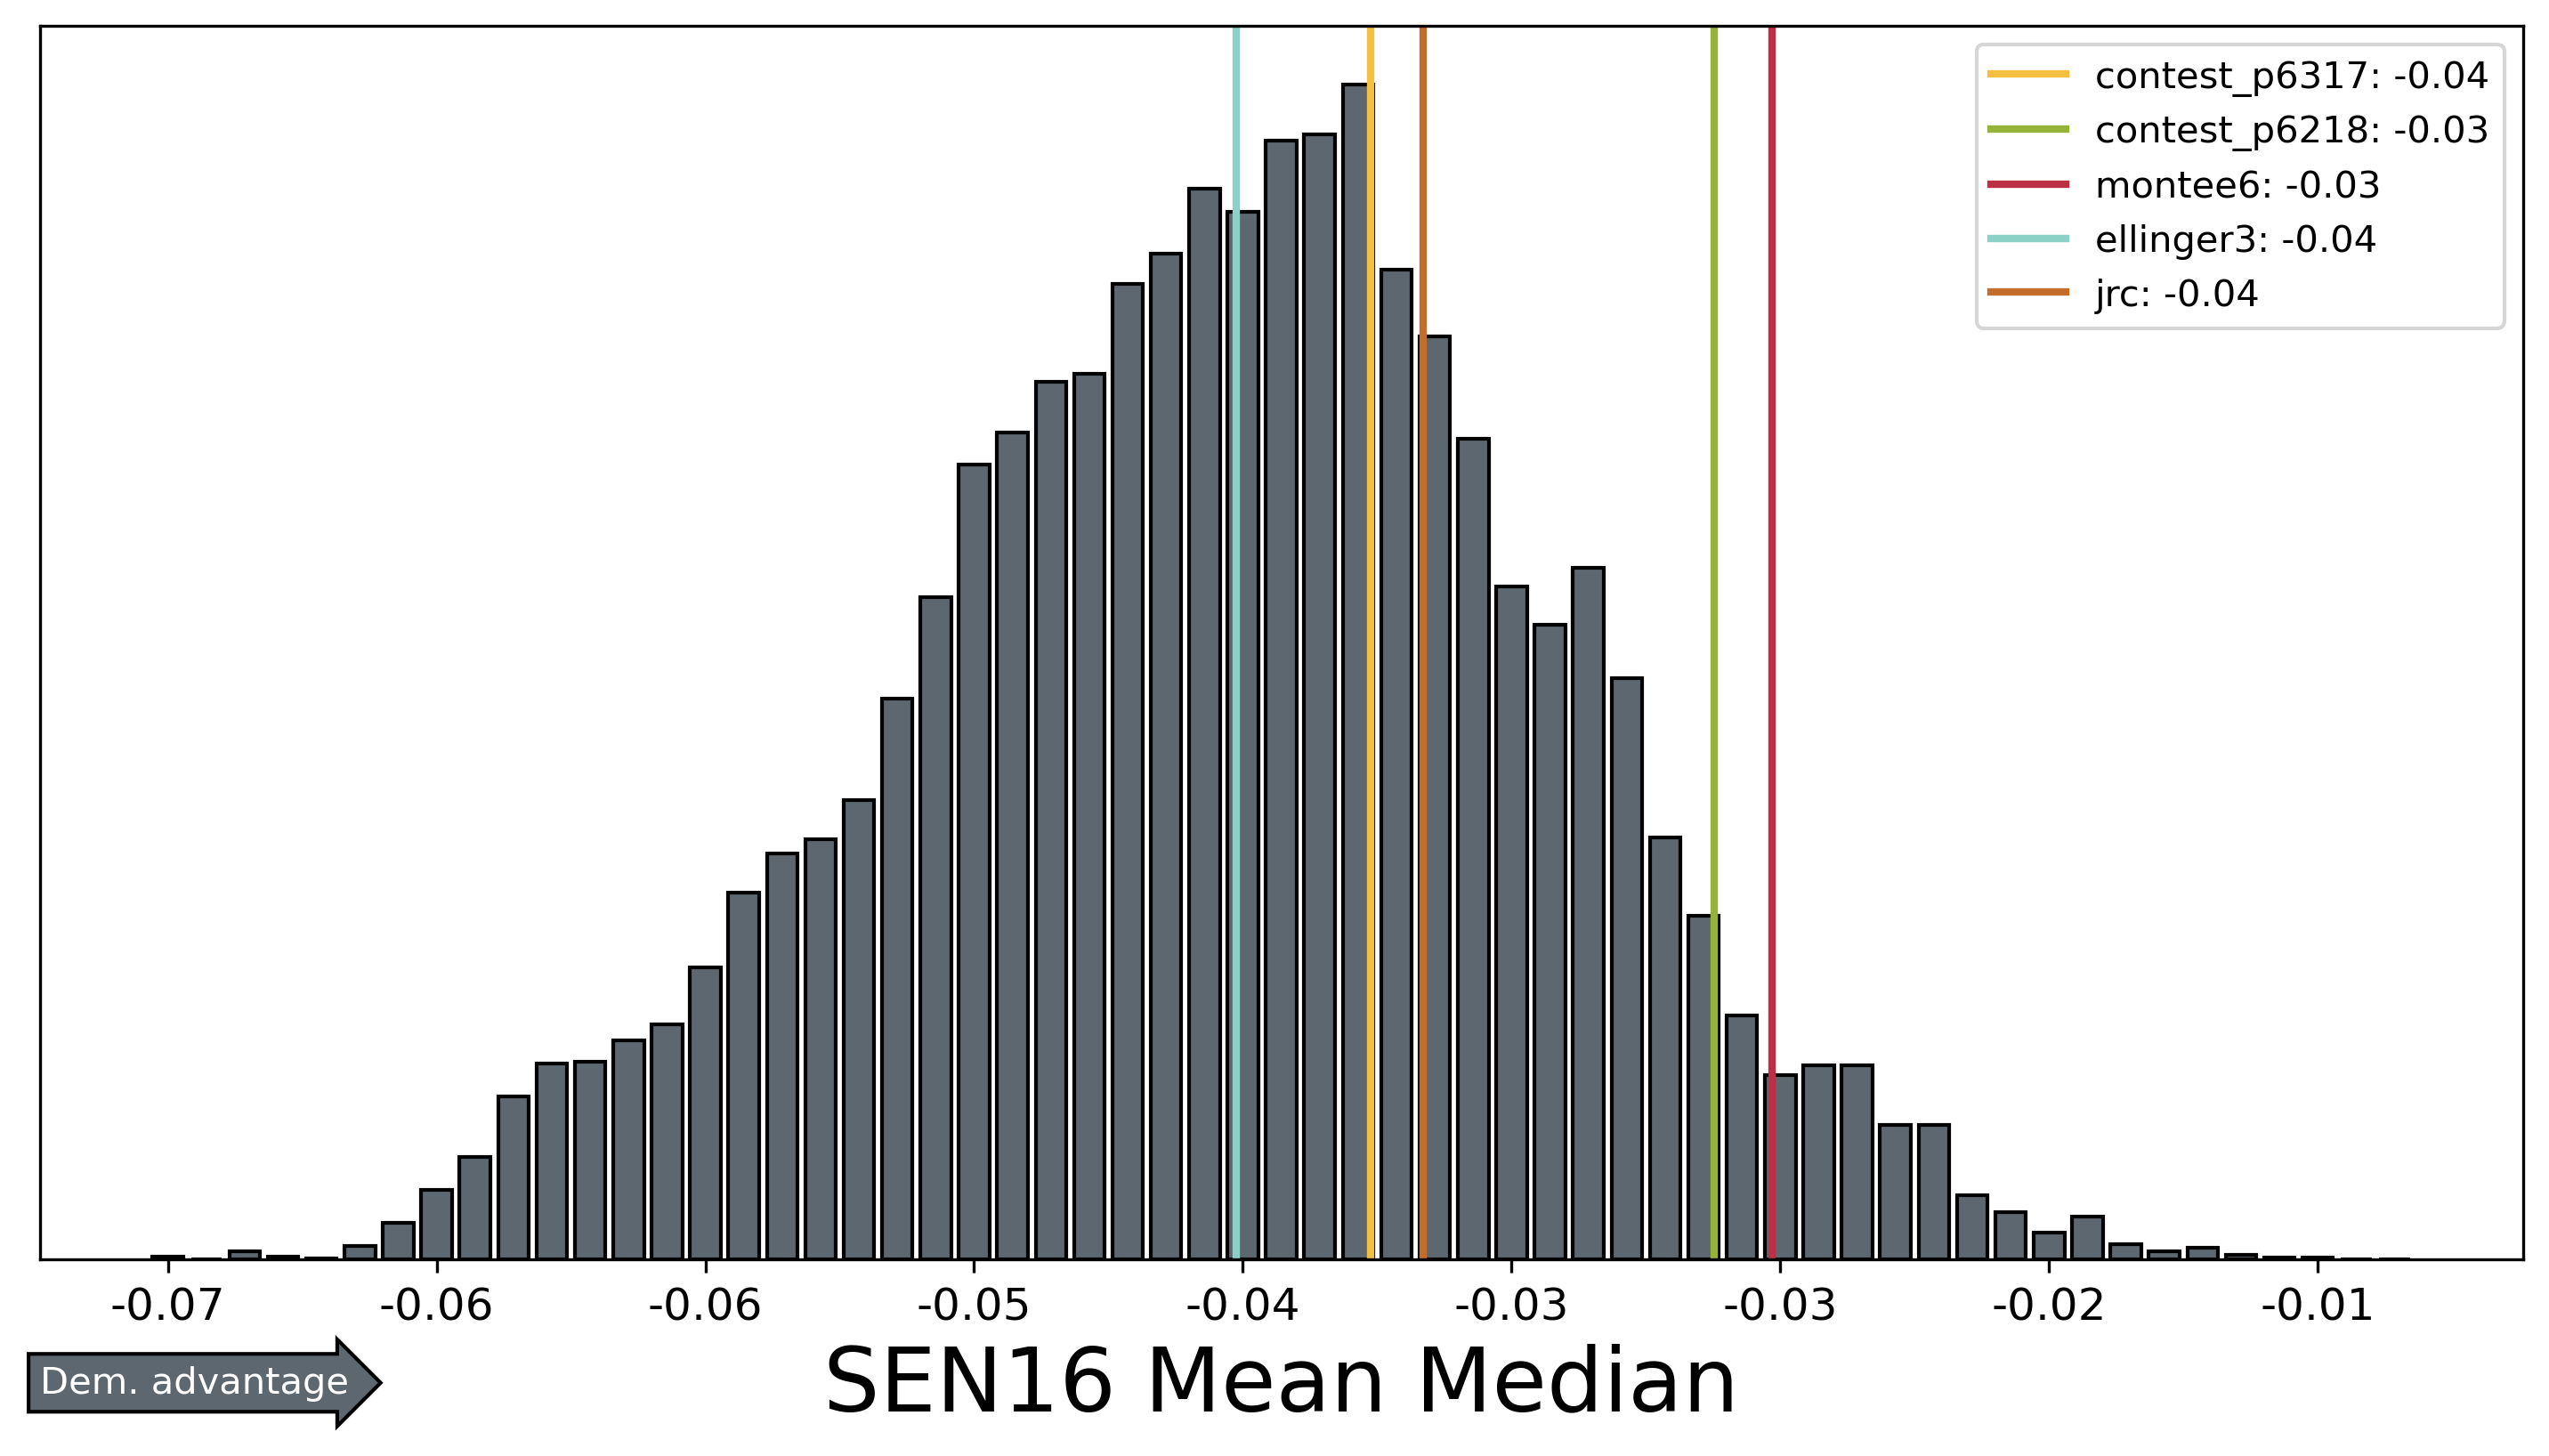 contest_p6317: -0.04
contest_p6218: -0.03
montee6: -0.03
ellinger3: -0.04
jrc: -0.04
-0.07 -0.06 -0.06 -0.05 -0.04 -0.03 -0.03 -0.02 -0.01
Dem. advantage
SEN16 Mean Median